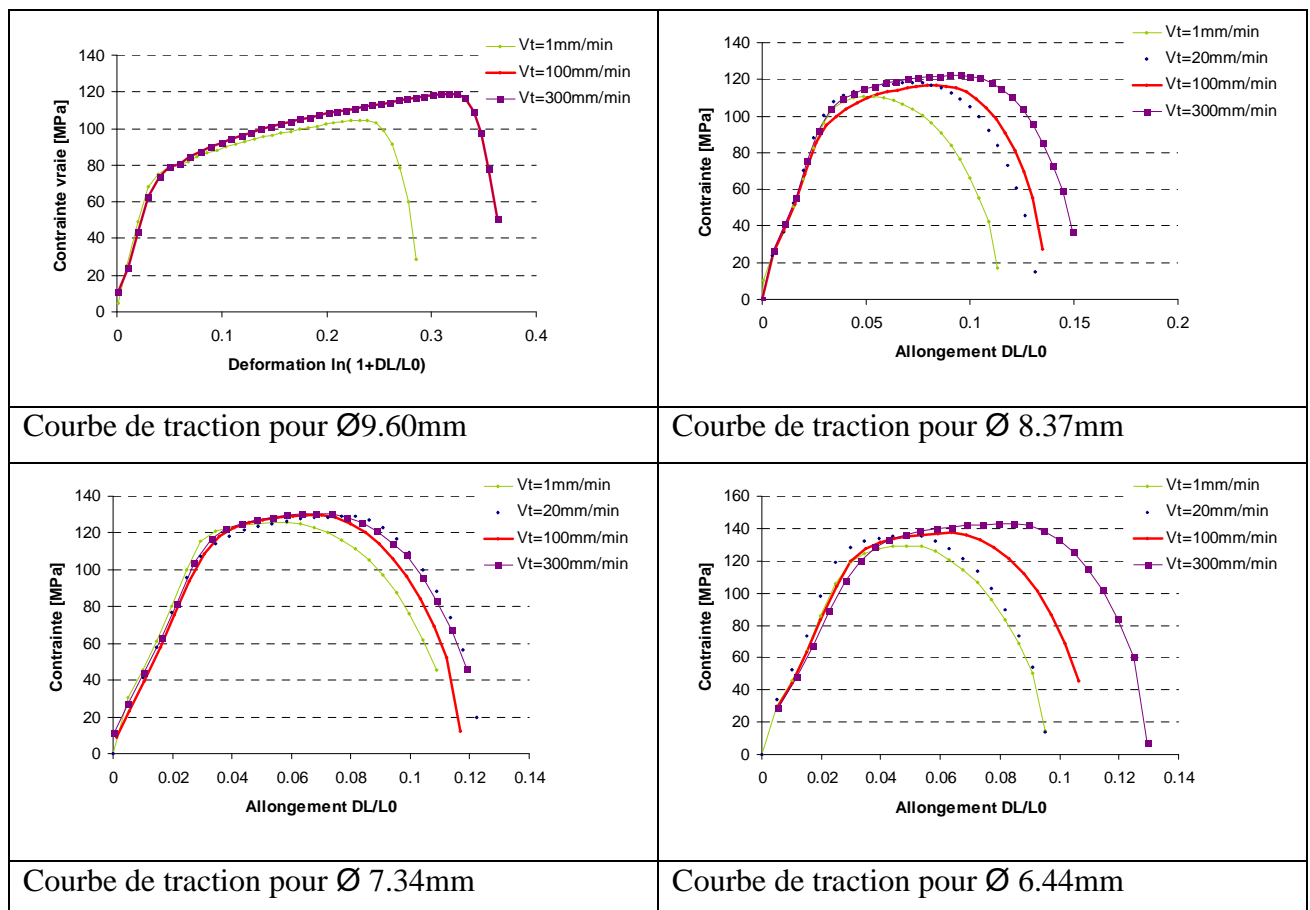 Vt=1mm/min
Vt=100mm/min
Vt=300mm/min
140
120
100
80
60
40
20
0
Contrainte vraie [MPa]
0 0.1 0.2 0.3 0.4
Deformation ln( 1+DL/L0)
Courbe de traction pour Ø9.60mm
Vt=1mm/min
Vt=20mm/min
Vt=100mm/min
Vt=300mm/min
140
120
100
80
60
40
20
0
Contrainte [MPa]
0 0.05 0.1 0.15 0.2
Allongement DL/L0
Courbe de traction pour Ø 8.37mm
Vt=1mm/min
Vt=20mm/min
Vt=100mm/min
Vt=300mm/min
140
120
100
80
60
40
20
0
Contrainte [MPa]
0 0.02 0.04 0.06 0.08 0.1 0.12 0.14
Allongement DL/L0
Courbe de traction pour Ø 7.34mm
Vt=1mm/min
Vt=20mm/min
Vt=100mm/min
Vt=300mm/min
160
140
120
100
80
60
40
20
0
Contrainte [MPa]
0 0.02 0.04 0.06 0.08 0.1 0.12 0.14
Allongement DL/L0
Courbe de traction pour Ø 6.44mm